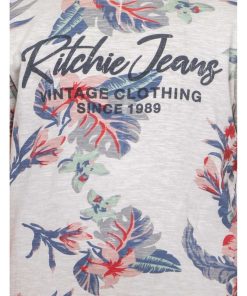 Ritchie Jeans
VINTAGE CLOTHING
SINCE 1989